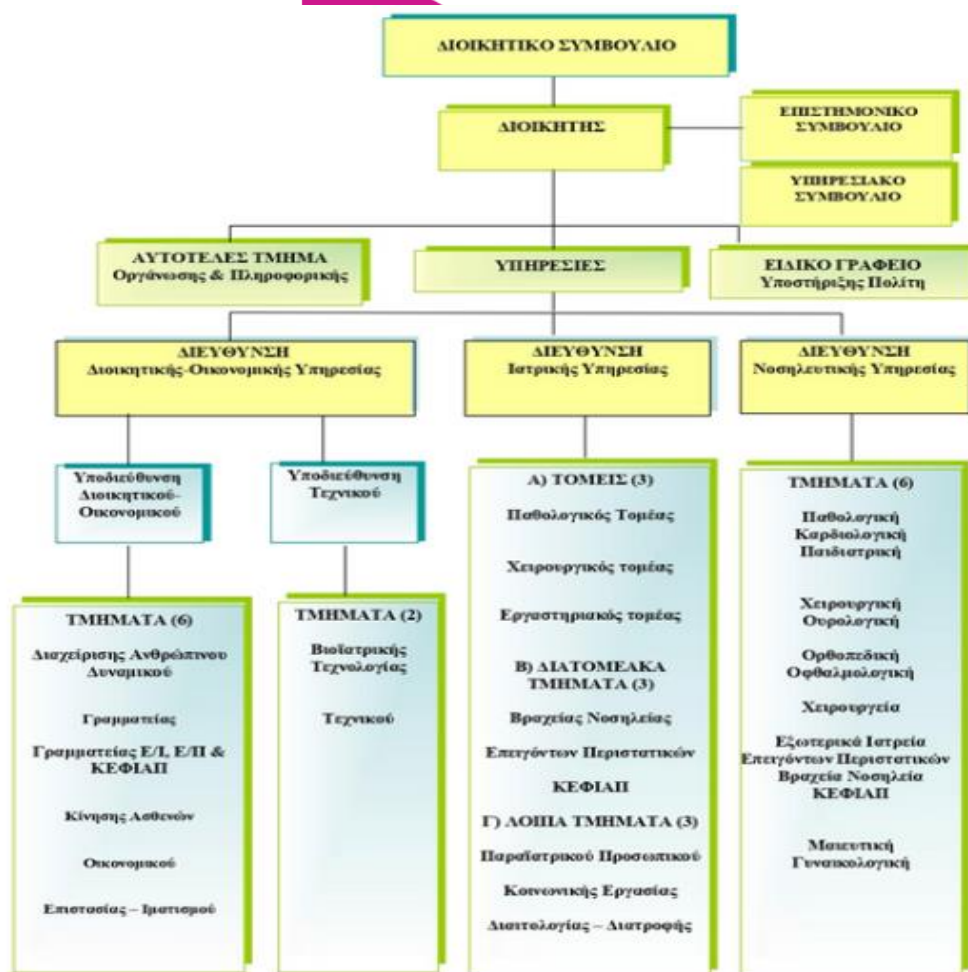 ΔΙΟΙΚΗΤΙΚΟ ΣΥΜΒΟΥΛΙΟ
ΔΙΟΙΚΗΤΗΣ
ΕΠΙΣΤΗΜΟΝΙΚΟ
ΣΥΜΒΟΥΛΙΟ
ΥΠΗΡΕΣΙΑΚΟ
ΣΥΜΒΟΥΛΙΟ
ΑΥΤΟΤΕΛΕΣ ΤΜΗΜΑ
Οργάνωσης & Πληροφορικής
ΥΠΗΡΕΣΙΕΣ
ΕΙΔΙΚΟ ΓΡΑΦΕΙΟ
Υποστήριξης Πολίτη
ΔΙΕΥΘΥΝΣΗ
Διοικητικής-Οικονομικής Υπηρεσίας
ΔΙΕΥΘΥΝΣΗ
Ιατρικής Υπηρεσίας
ΔΙΕΥΘΥΝΣΗ
Νοσηλευτικής Υπηρεσίας
Υποδιεύθυνση
Διοικητικού-
Οικονομικού
Υποδιεύθυνση
Τεχνικού
ΤΜΗΜΑΤΑ (6)
Διαχείρισης Ανθρώπινου
Δυναμικού
Γραμματείας
Γραμματείας Ε/Ι, Ε/Π &
ΚΕΦΙΑΠ
Κίνησης Ασθενών
Οικονομικού
Επιστασίας – Ιματισμού
ΤΜΗΜΑΤΑ (2)
Βιοϊατρικής
Τεχνολογίας
Τεχνικού
Α) ΤΟΜΕΙΣ (3)
Παθολογικός Τομέας
Χειρουργικός τομέας
Εργαστηριακός τομέας
Β) ΔΙΑΤΟΜΕΑΚΑ
ΤΜΗΜΑΤΑ (3)
Βραχείας Νοσηλείας
Επειγόντων Περιστατικών
ΚΕΦΙΑΠ
Γ) ΛΟΙΠΑ ΤΜΗΜΑΤΑ (3)
Παραϊατρικού Προσωπικού
Κοινωνικής Εργασίας
Διαιτολογίας – Διατροφής
ΤΜΗΜΑΤΑ (6)
Παθολογική
Καρδιολογική
Παιδιατρική
Χειρουργική
Ουρολογική
Ορθοπεδική
Οφθαλμολογική
Χειρουργεία
Εξωτερικά Ιατρεία
Επειγόντων Περιστατικών
Βραχεία Νοσηλεία
ΚΕΦΙΑΠ
Μαιευτική
Γυναικολογική